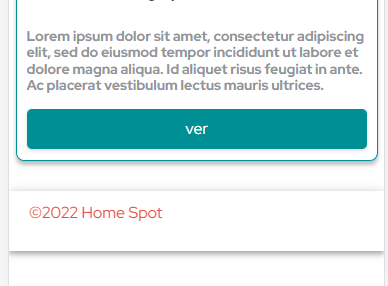 Lorem ipsum dolor sit amet, consectetur adipiscing
elit, sed do eiusmod tempor incididunt ut labore et
dolore magna aliqua. Id aliquet risus feugiat in ante.
Ac placerat vestibulum lectus mauris ultrices.
ver
©2022 Home Spot